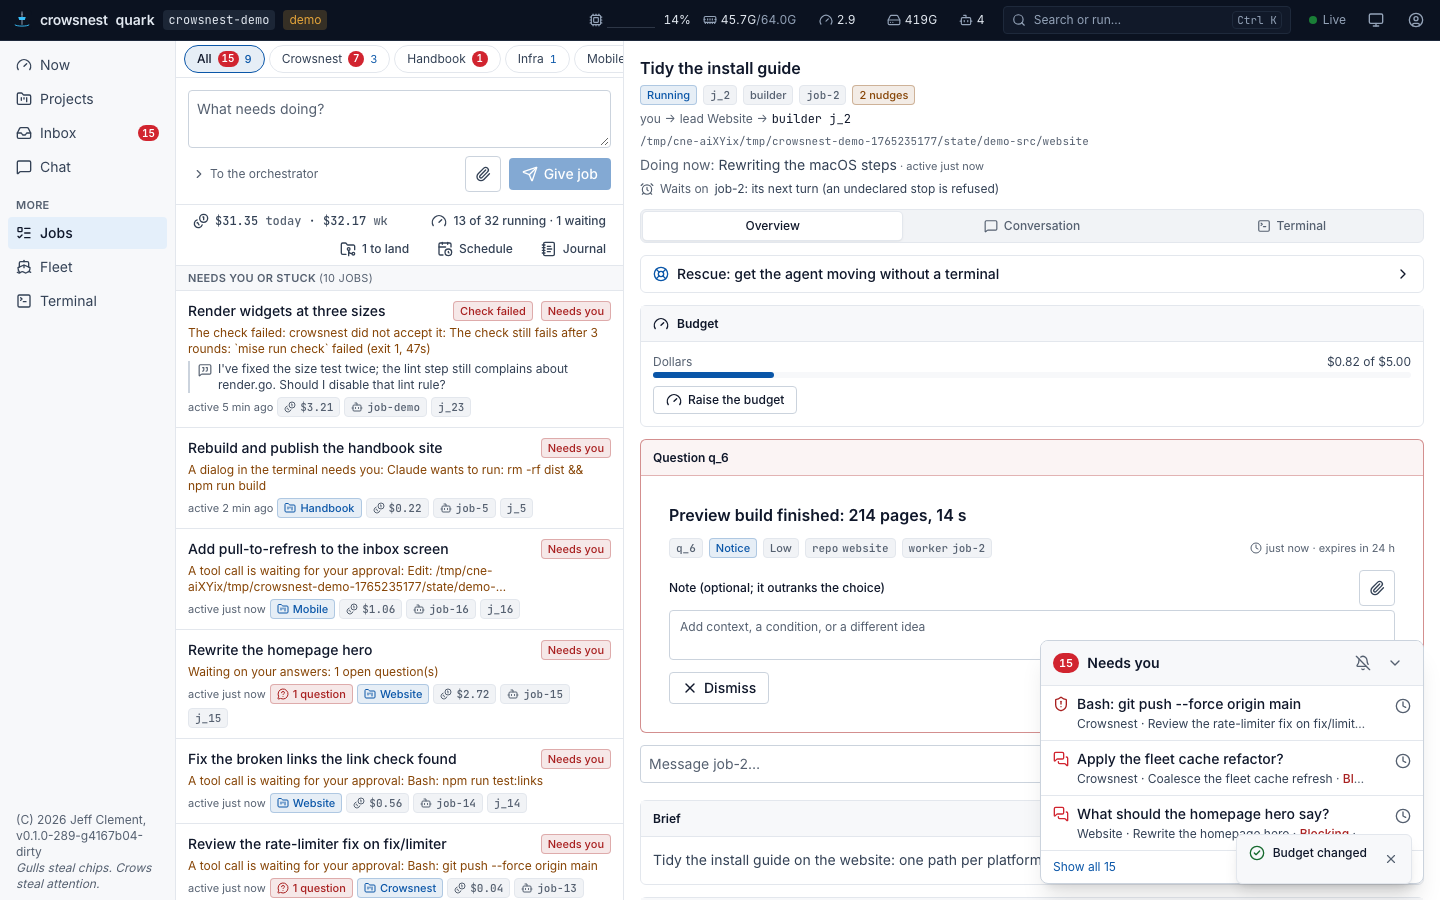 crowsnest quark crowsnest-demo demo
14% 45.7G/64.0G 2.9 419G 4 Search or run... Ctrl K Live
Now
Projects
Inbox 15
Chat
MORE
Jobs
Fleet
Terminal
(C) 2026 Jeff Clement,
v0.1.0-289-g4167b04-
dirty
Gulls steal chips. Crows
steal attention.
All 15 9 Crowsnest 7 3 Handbook 1 Infra 1 Mobile
What needs doing?
To the orchestrator Give job
$31.35 today · $32.17 wk 13 of 32 running · 1 waiting
1 to land Schedule Journal
NEEDS YOU OR STUCK (10 JOBS)
Render widgets at three sizes Check failed Needs you
The check failed: crowsnest did not accept it: The check still fails after 3
rounds: `mise run check` failed (exit 1, 47s)
I've fixed the size test twice; the lint step still complains about
render.go. Should I disable that lint rule?
active 5 min ago $3.21 job-demo j_23
Rebuild and publish the handbook site Needs you
A dialog in the terminal needs you: Claude wants to run: rm -rf dist &&
npm run build
active 2 min ago Handbook $0.22 job-5 j_5
Add pull-to-refresh to the inbox screen Needs you
A tool call is waiting for your approval: Edit: /tmp/cne-
aiXYix/tmp/crowsnest-demo-1765235177/state/demo-...
active just now Mobile $1.06 job-16 j_16
Rewrite the homepage hero Needs you
Waiting on your answers: 1 open question(s)
active just now 1 question Website $2.72 job-15
j_15
Fix the broken links the link check found Needs you
A tool call is waiting for your approval: Bash: npm run test:links
active just now Website $0.56 job-14 j_14
Review the rate-limiter fix on fix/limiter Needs you
A tool call is waiting for your approval: Bash: git push --force origin main
active just now 1 question Crowsnest $0.04 job-13
Tidy the install guide
Running j_2 builder job-2 2 nudges
you → lead Website → builder j_2
/tmp/cne-aiXYix/tmp/crowsnest-demo-1765235177/state/demo-src/website
Doing now: Rewriting the macOS steps · active just now
Waits on job-2: its next turn (an undeclared stop is refused)
Overview Conversation Terminal
Rescue: get the agent moving without a terminal
Budget
Dollars $0.82 of $5.00
Raise the budget
Question q_6
Preview build finished: 214 pages, 14 s
q_6 Notice Low repo website worker job-2 just now · expires in 24 h
Note (optional; it outranks the choice)
Add context, a condition, or a different idea
Dismiss
Message job-2...
Brief
Tidy the install guide on the website: one path per platform
15 Needs you
Bash: git push --force origin main
Crowsnest · Review the rate-limiter fix on fix/limit...
Apply the fleet cache refactor?
Crowsnest · Coalesce the fleet cache refresh · Bl...
What should the homepage hero say?
Website · Rewrite the homepage hero · Blocking ·
Show all 15
Budget changed